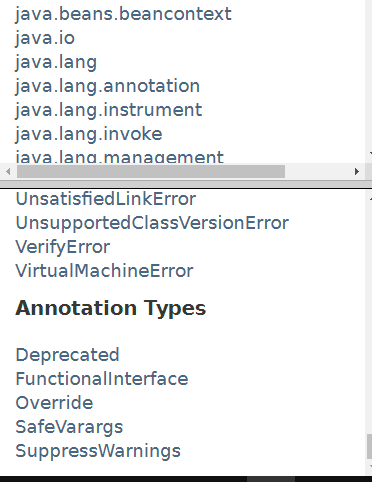 java.beans.beancontext
java.io
java.lang
java.lang.annotation
java.lang.instrument
java.lang.invoke
java.lang.management
UnsatisfiedLinkError
UnsupportedClassVersionError
VerifyError
VirtualMachineError
Annotation Types
Deprecated
FunctionalInterface
Override
SafeVarargs
SuppressWarnings